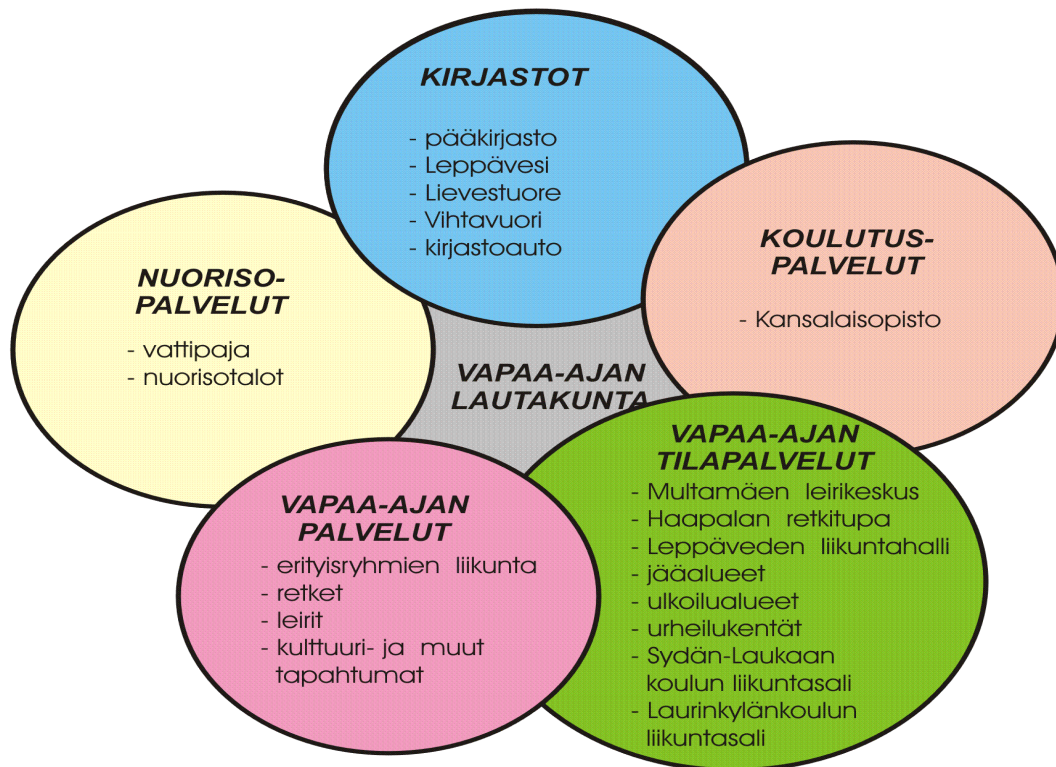 KIRJASTOT
- pääkirjasto
- Leppävesi
- Lievestuore
- Vihtavuori
- kirjastoauto
KOULUTUS-
PALVELUT
- Kansalaisopisto
NUORISO-
PALVELUT
- vattipaja
- nuorisotalot
VAPAA-AJAN
LAUTAKUNTA
VAPAA-AJAN
TILAPALVELUT
- Multamäen leirikeskus
- Haapalan retkitupa
- Leppäveden liikuntahalli
- jääalueet
- ulkoilualueet
- urheilukentät
- Sydän-Laukaan
koulun liikuntasali
- Laurinkylänkoulun
liikuntasali
VAPAA-AJAN
PALVELUT
- erityisryhmien liikunta
- retket
- leirit
- kulttuuri- ja muut
tapahtumat